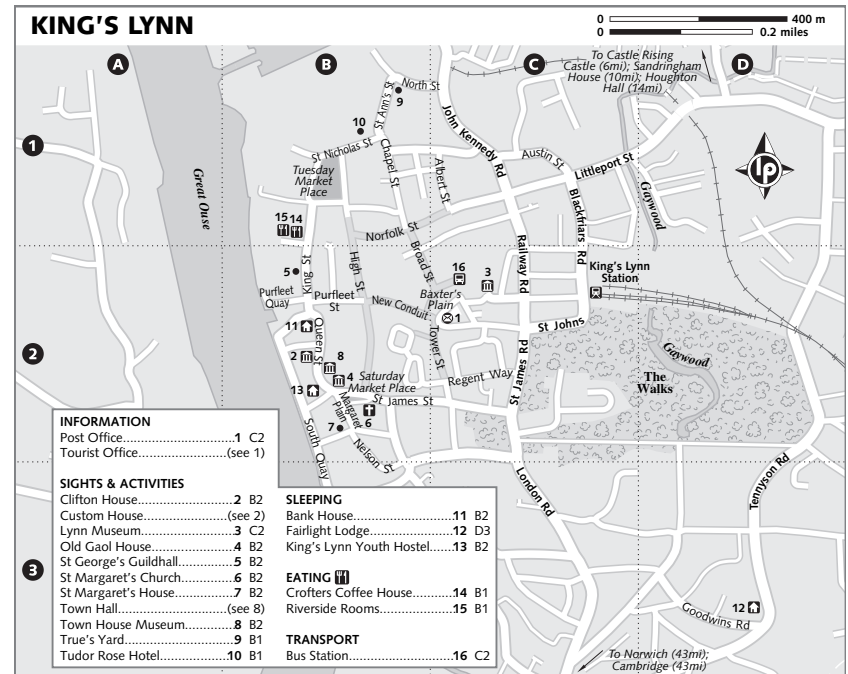 KING'S LYNN
0 400 m
0 0.2 miles
A
B
C
D
To Castle Rising
Castle (6mi); Sandringham
House (10mi); Houghton
Hall (14mi)
North St
St Ann's St
9
10
1
John Kennedy Rd
St Nicholas St
Chapel St
Albert St
Austin St
Littleport St
Tuesday
Market
Place
Great Ouse
Blackfriars Rd
Gaywood
lp
15 14
Norfolk St
Broad St
Railway Rd
King St
High St
5
16
3
King's Lynn
Station
Purfleet
Quay
Purfleet
St
New Conduit
Baxter's
Plain
1
11
Queen St
Tower St
St Johns
2
2
8
4
Saturday
Market Place
Regent Way
St James Rd
Gaywood
The
Walks
13
Margaret
Plain
St James St
6
7
South Quay
Nelson St
London Rd
Tennyson Rd
3
12
Goodwins Rd
To Norwich (43mi);
Cambridge (43mi)
INFORMATION
Post Office..............................1 C2
Tourist Office......................(see 1)
SIGHTS & ACTIVITIES
Clifton House..........................2 B2
Custom House.....................(see 2)
Lynn Museum.........................3 C2
Old Gaol House.......................4 B2
St George's Guildhall...............5 B2
St Margaret's Church...............6 B2
St Margaret's House................7 B2
Town Hall............................(see 8)
Town House Museum..............8 B2
True's Yard.............................9 B1
Tudor Rose Hotel..................10 B1
SLEEPING
Bank House..........................11 B2
Fairlight Lodge.....................12 D3
King's Lynn Youth Hostel.....13 B2
EATING
Crofters Coffee House..........14 B1
Riverside Rooms...................15 B1
TRANSPORT
Bus Station...........................16 C2